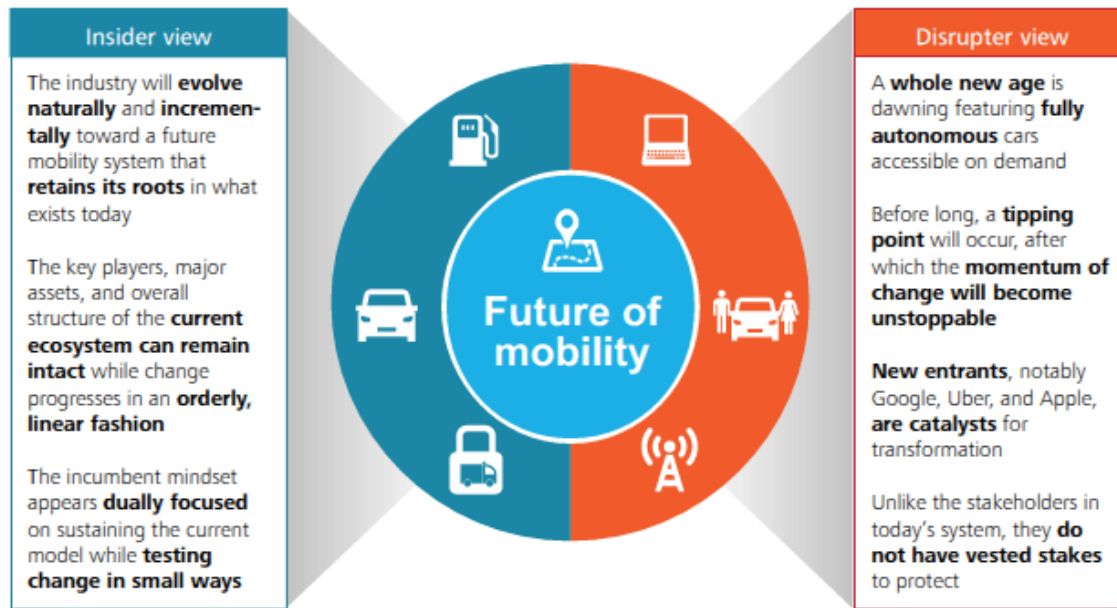 Insider view
The industry will evolve
naturally and incremen-
tally toward a future
mobility system that
retains its roots in what
exists today
The key players, major
assets, and overall
structure of the current
ecosystem can remain
intact while change
progresses in an orderly,
linear fashion
The incumbent mindset
appears dually focused
on sustaining the current
model while testing
change in small ways
Future of
mobility
Disrupter view
A whole new age is
dawning featuring fully
autonomous cars
accessible on demand
Before long, a tipping
point will occur, after
which the momentum of
change will become
unstoppable
New entrants, notably
Google, Uber, and Apple,
are catalysts for
transformation
Unlike the stakeholders in
today's system, they do
not have vested stakes
to protect